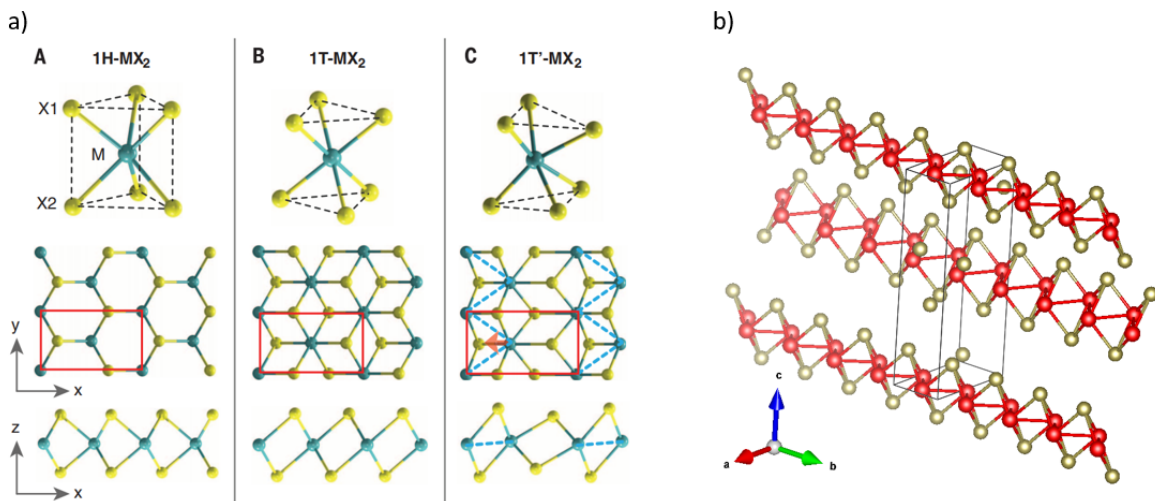 a)
b)
A 1H-MX₂
B 1T-MX₂
C 1T'-MX₂
X1
M
X2
y
x
z
x
c
a
b